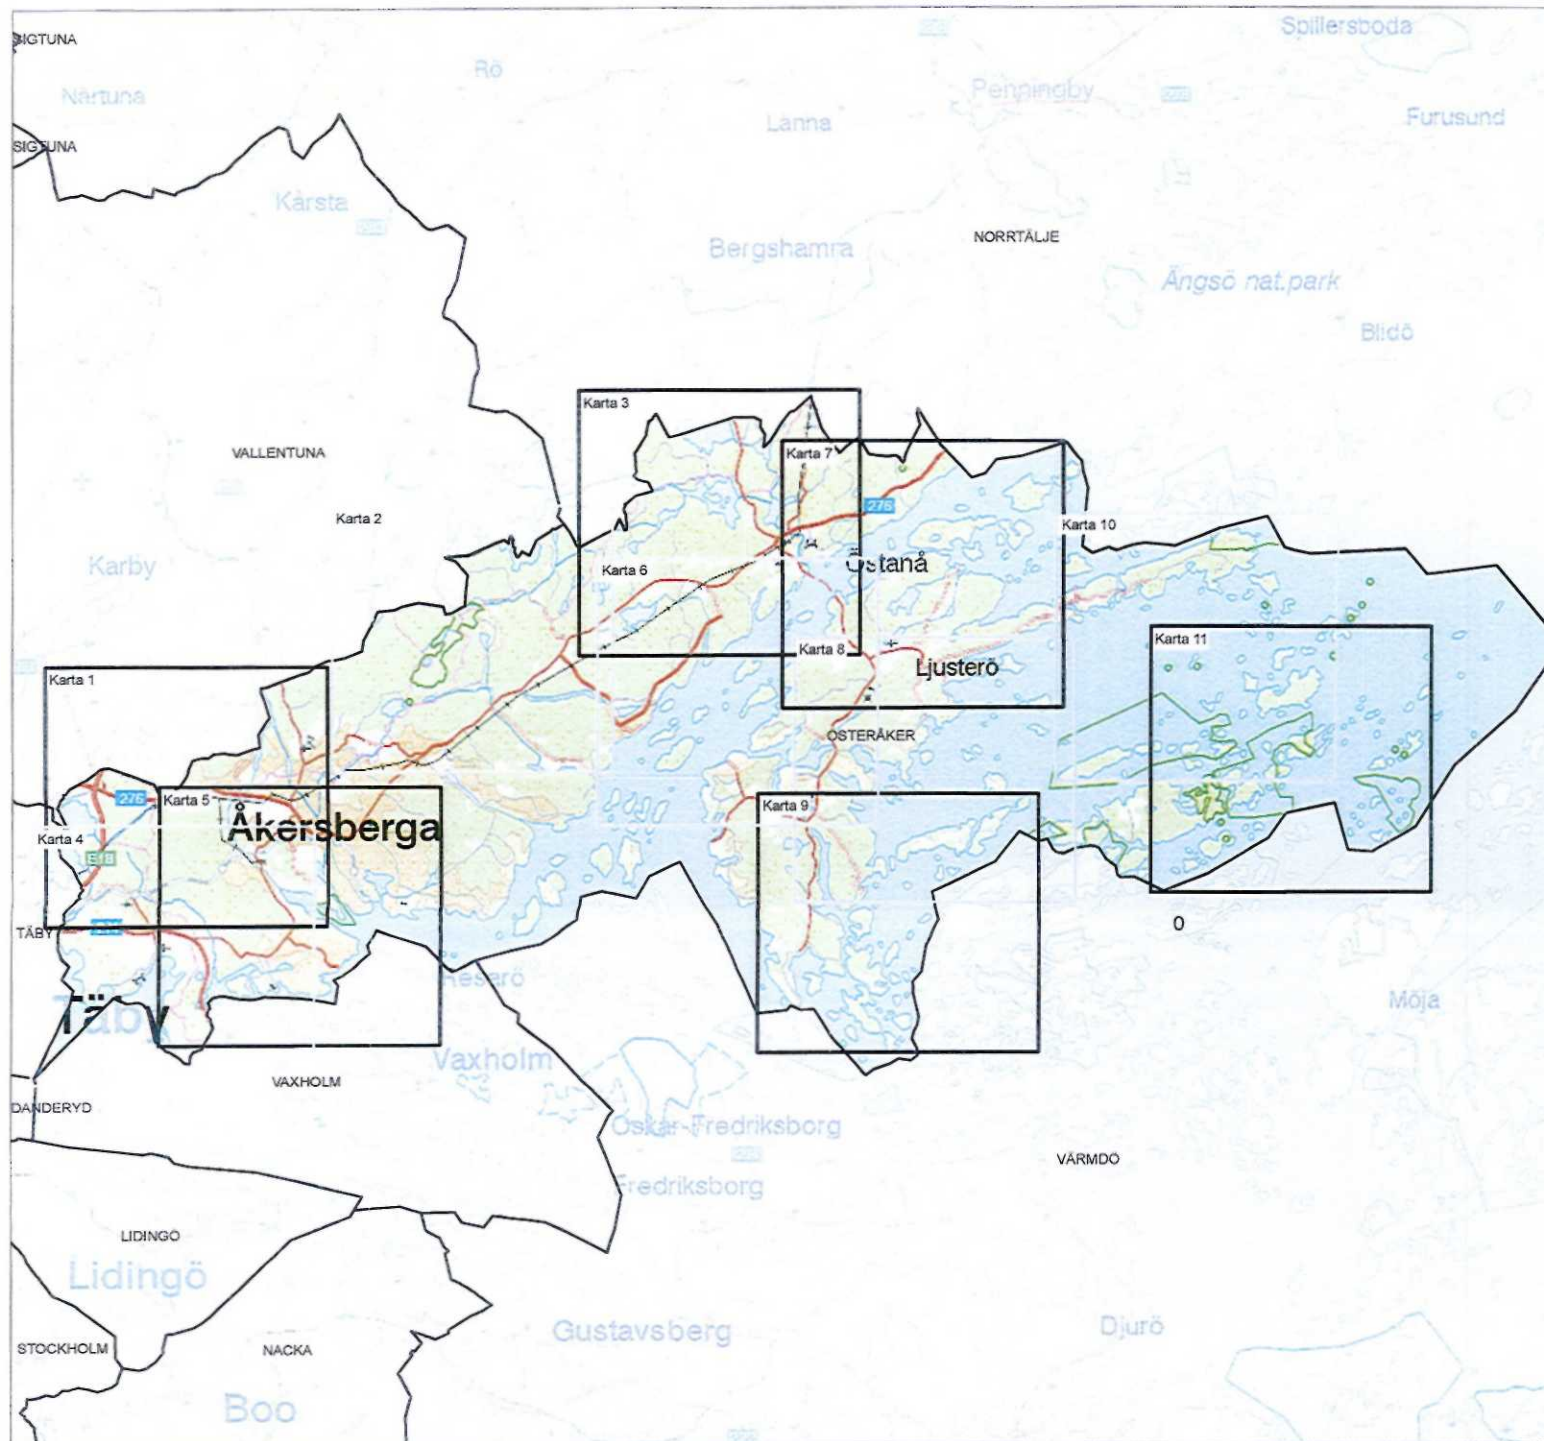 SIGTUNA
Spillersboda
Rö
Närtuna
Penningby
Furusund
Lanna
SIGTUNA
Kårsta
NORRTÄLJE
Bergshamra
Ängsö nat.park
Blidö
Karta 3
VALLENTUNA
Karta 7
276
Karta 2
Karta 10
Karby
Östanå
Karta 6
Karta 11
Karta 8
Ljusterö
Karta 1
ÖSTERÅKER
276
Karta 5
Karta 9
Åkersberga
Karta 4
E18
0
TÄBY
Resarö
Möja
Täby
Vaxholm
VAXHOLM
DANDERYD
Oskar-Fredriksborg
VÄRMDÖ
Fredriksborg
LIDINGÖ
Lidingö
Gustavsberg
Djurö
STOCKHOLM
NACKA
Boo